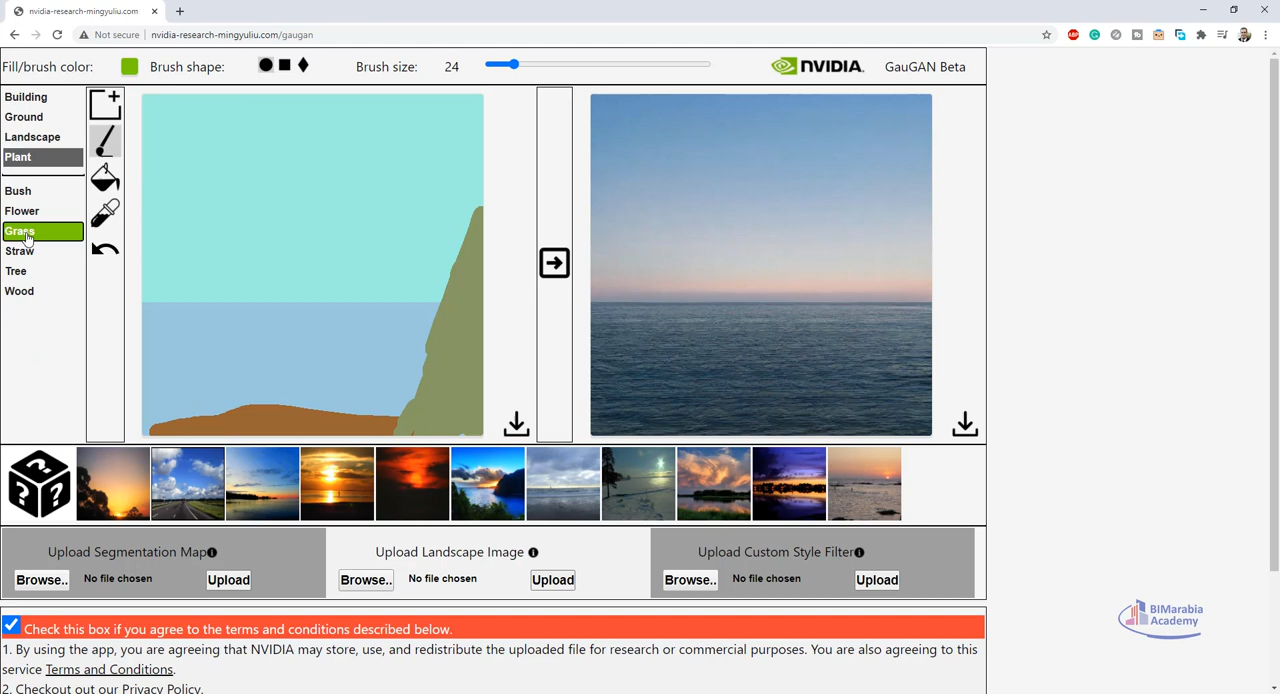 nvidia-research-mingyuliu.com
Not secure
nvidia-research-mingyuliu.com/gaugan
Fill/brush color:
Brush shape:
Brush size:
24
NVIDIA.
GauGAN Beta
Building
Ground
Landscape
Plant
Bush
Flower
Grass
Straw
Tree
Wood
Upload Segmentation Map
Browse..
No file chosen
Upload
Upload Landscape Image
Browse..
No file chosen
Upload
Upload Custom Style Filter
Browse..
No file chosen
Upload
BIMarabia
Academy
Check this box if you agree to the terms and conditions described below.
1. By using the app, you are agreeing that NVIDIA may store, use, and redistribute the uploaded file for research or commercial purposes. You are also agreeing to this
service Terms and Conditions.
2. Checkout out our Privacy Policy.